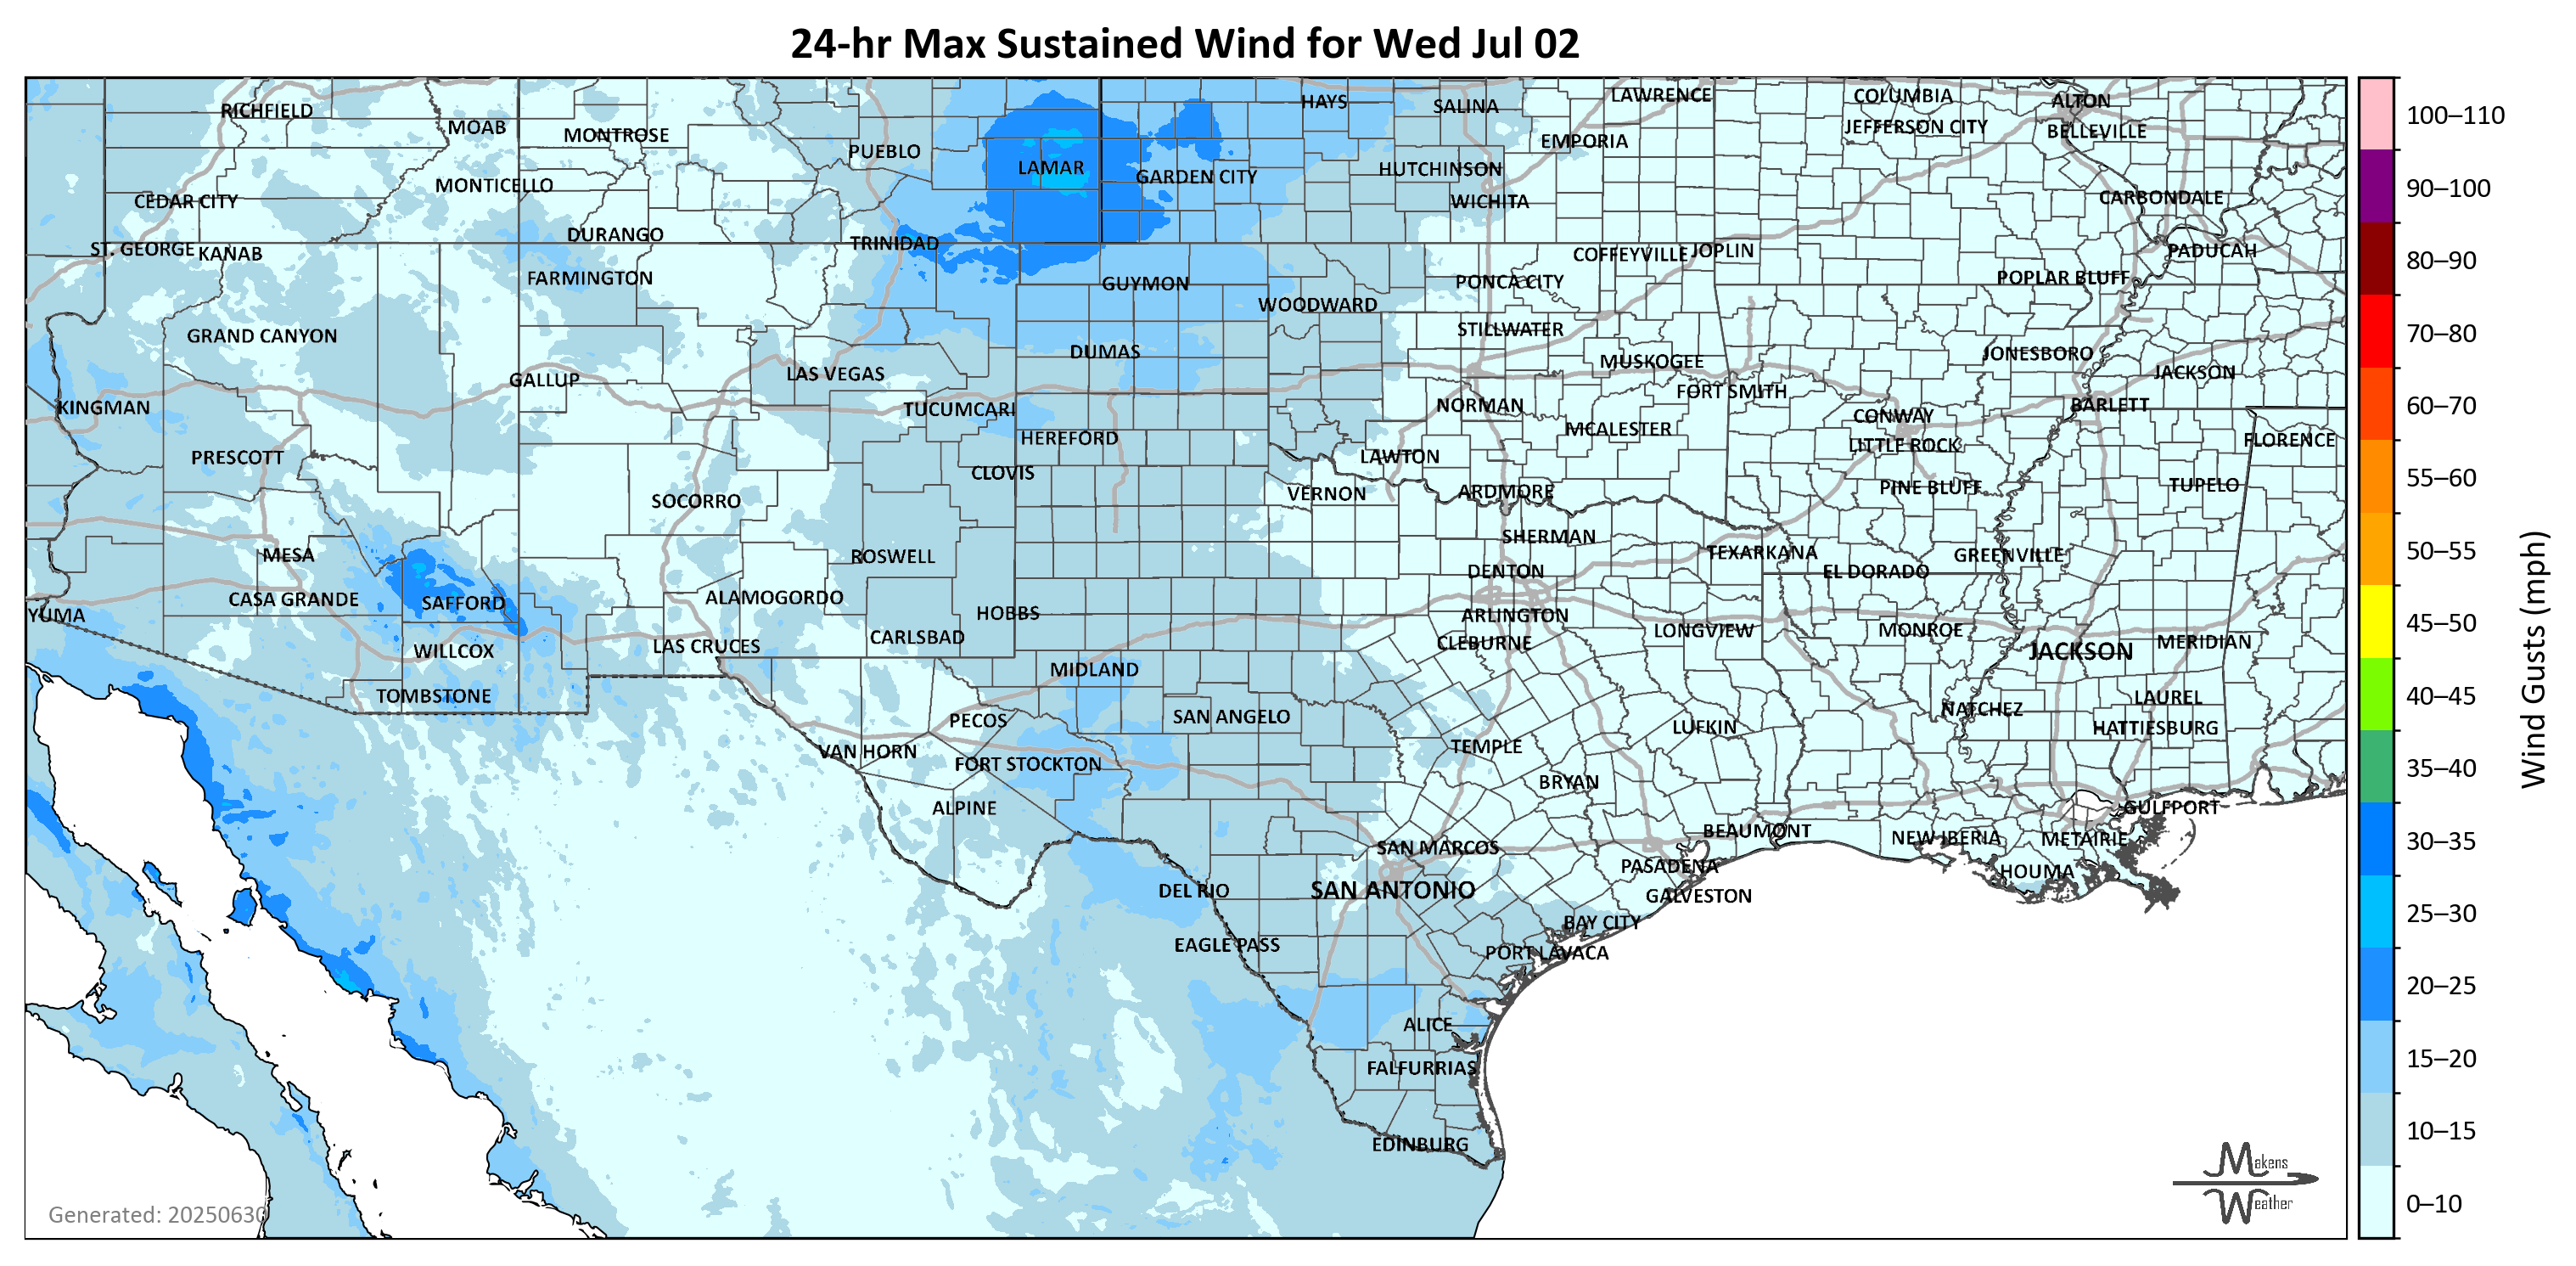 24-hr Max Sustained Wind for Wed Jul 02
RICHFIELD
MOAB
MONTROSE
PUEBLO
LAMAR
GARDEN CITY
HAYS
SALINA
HUTCHINSON
WICHITA
EMPORIA
LAWRENCE
COLUMBIA
JEFFERSON CITY
ALTON
BELLEVILLE
CARBONDALE
PADUCAH
CEDAR CITY
MONTICELLO
DURANGO
TRINIDAD
ST. GEORGE
KANAB
FARMINGTON
GUYMON
WOODWARD
PONCA CITY
COFFEYVILLE
JOPLIN
POPLAR BLUFF
GRAND CANYON
DUMAS
STILLWATER
MUSKOGEE
JONESBORO
JACKSON
GALLUP
LAS VEGAS
FORT SMITH
KINGMAN
TUCUMCARI
HEREFORD
NORMAN
MCALESTER
CONWAY
LITTLE ROCK
BARLETT
FLORENCE
PRESCOTT
SOCORRO
CLOVIS
VERNON
LAWTON
ARDMORE
PINE BLUFF
TUPELO
MESA
ROSWELL
SHERMAN
TEXARKANA
DENTON
EL DORADO
GREENVILLE
YUMA
CASA GRANDE
SAFFORD
ALAMOGORDO
HOBBS
ARLINGTON
CLEBURNE
LONGVIEW
MONROE
JACKSON
MERIDIAN
WILLCOX
LAS CRUCES
CARLSBAD
MIDLAND
TOMBSTONE
PECOS
SAN ANGELO
TEMPLE
LUFKIN
NATCHEZ
LAUREL
HATTIESBURG
VAN HORN
FORT STOCKTON
BRYAN
ALPINE
SAN MARCOS
BEAUMONT
NEW IBERIA
METAIRIE
GULFPORT
DEL RIO
SAN ANTONIO
PASADENA
GALVESTON
HOUMA
EAGLE PASS
BAY CITY
PORT LAVACA
ALICE
FALFURRIAS
EDINBURG
Generated: 20250630
Makens
Weather
100–110
90–100
80–90
70–80
60–70
55–60
50–55
45–50
40–45
35–40
30–35
25–30
20–25
15–20
10–15
0–10
Wind Gusts (mph)